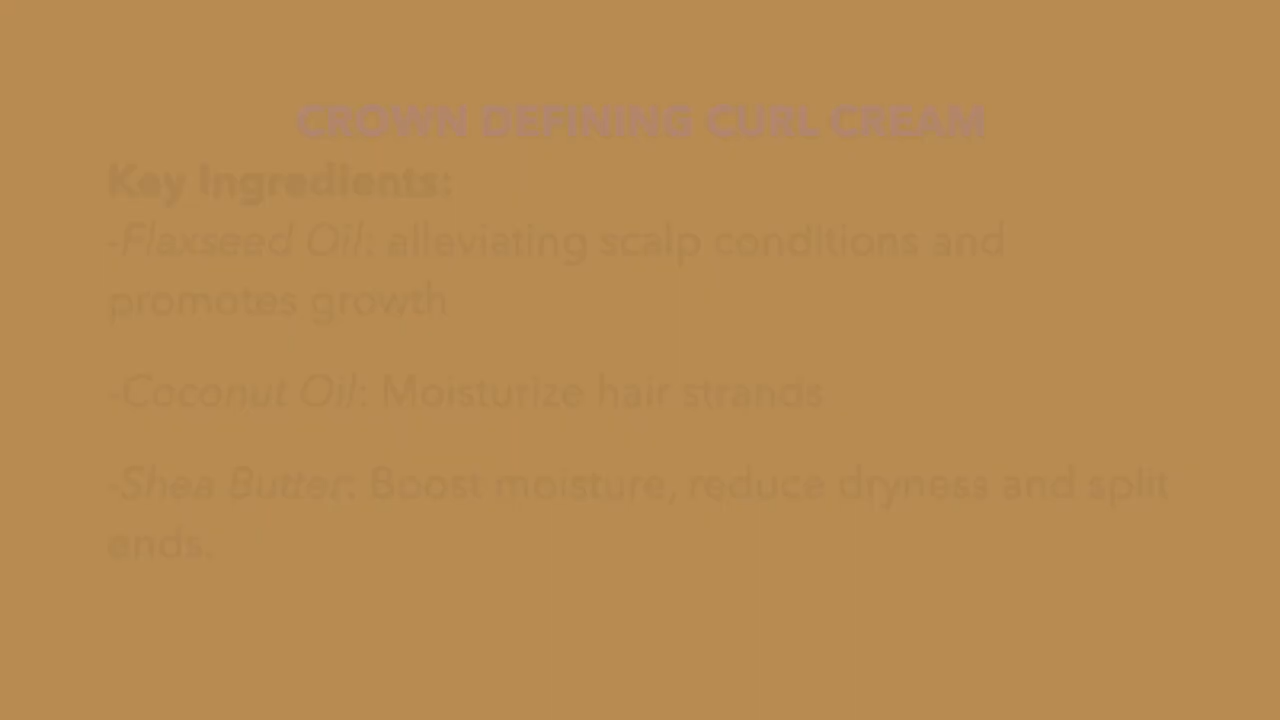 CROWN DEFINING CURL CREAM
Key Ingredients:
-Flaxseed Oil: alleviating scalp conditions and
promotes growth
-Coconut Oil: Moisturize hair strands
-Shea Butter: Boost moisture, reduce dryness and split
ends.